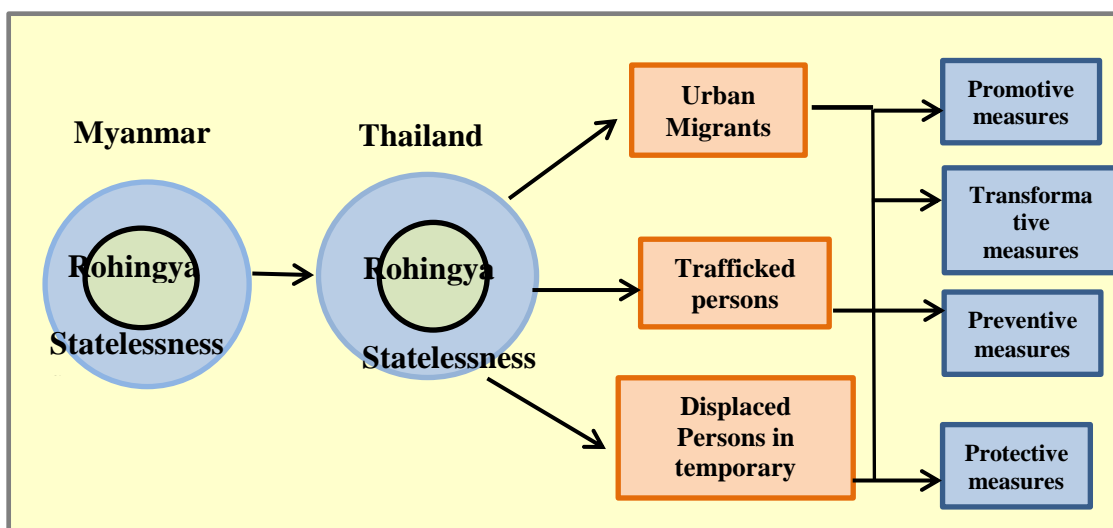 Myanmar
Rohingya
Statelessness
Thailand
Rohingya
Statelessness
Urban
Migrants
Trafficked
persons
Displaced
Persons in
temporary
Promotive
measures
Transforma
tive
measures
Preventive
measures
Protective
measures